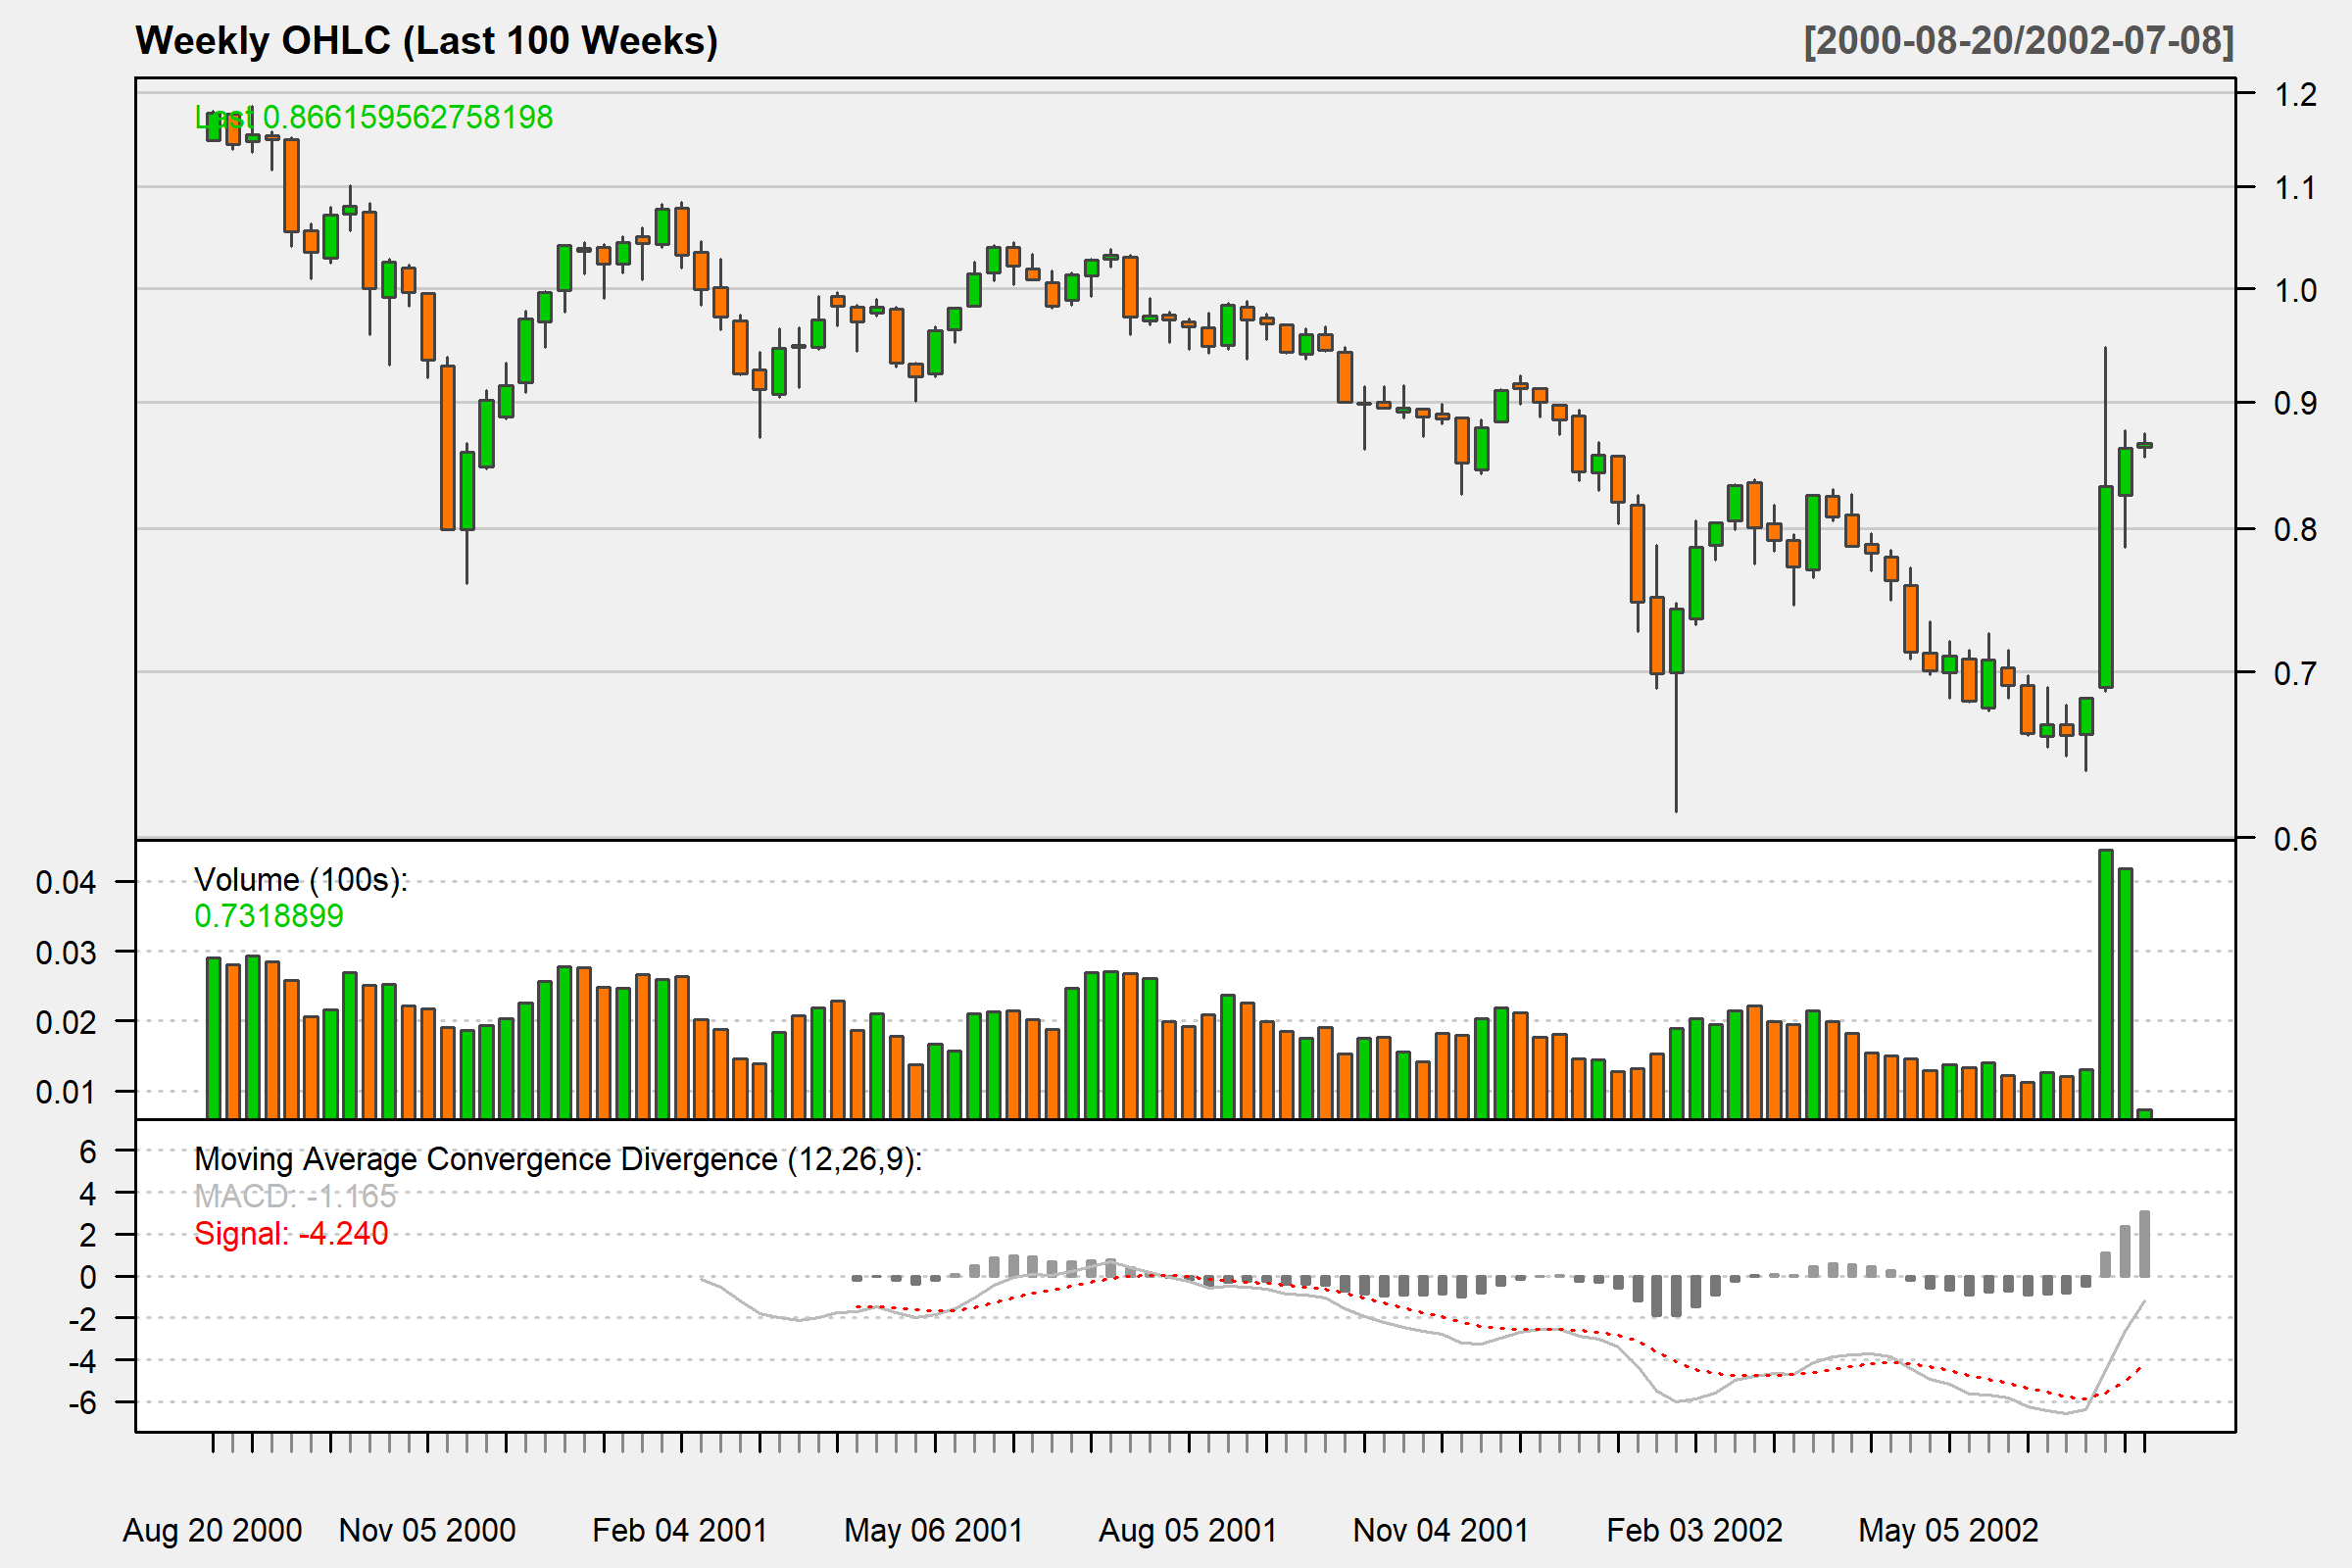 Weekly OHLC (Last 100 Weeks) [2000-08-20/2002-07-08]
Last 0.866159562758198
1.2
1.1
1.0
0.9
0.8
0.7
0.6
Volume (100s):
0.7318899
0.04
0.03
0.02
0.01
Moving Average Convergence Divergence (12,26,9):
MACD: -1.165
Signal: -4.240
6
4
2
0
-2
-4
-6
Aug 20 2000 Nov 05 2000 Feb 04 2001 May 06 2001 Aug 05 2001 Nov 04 2001 Feb 03 2002 May 05 2002